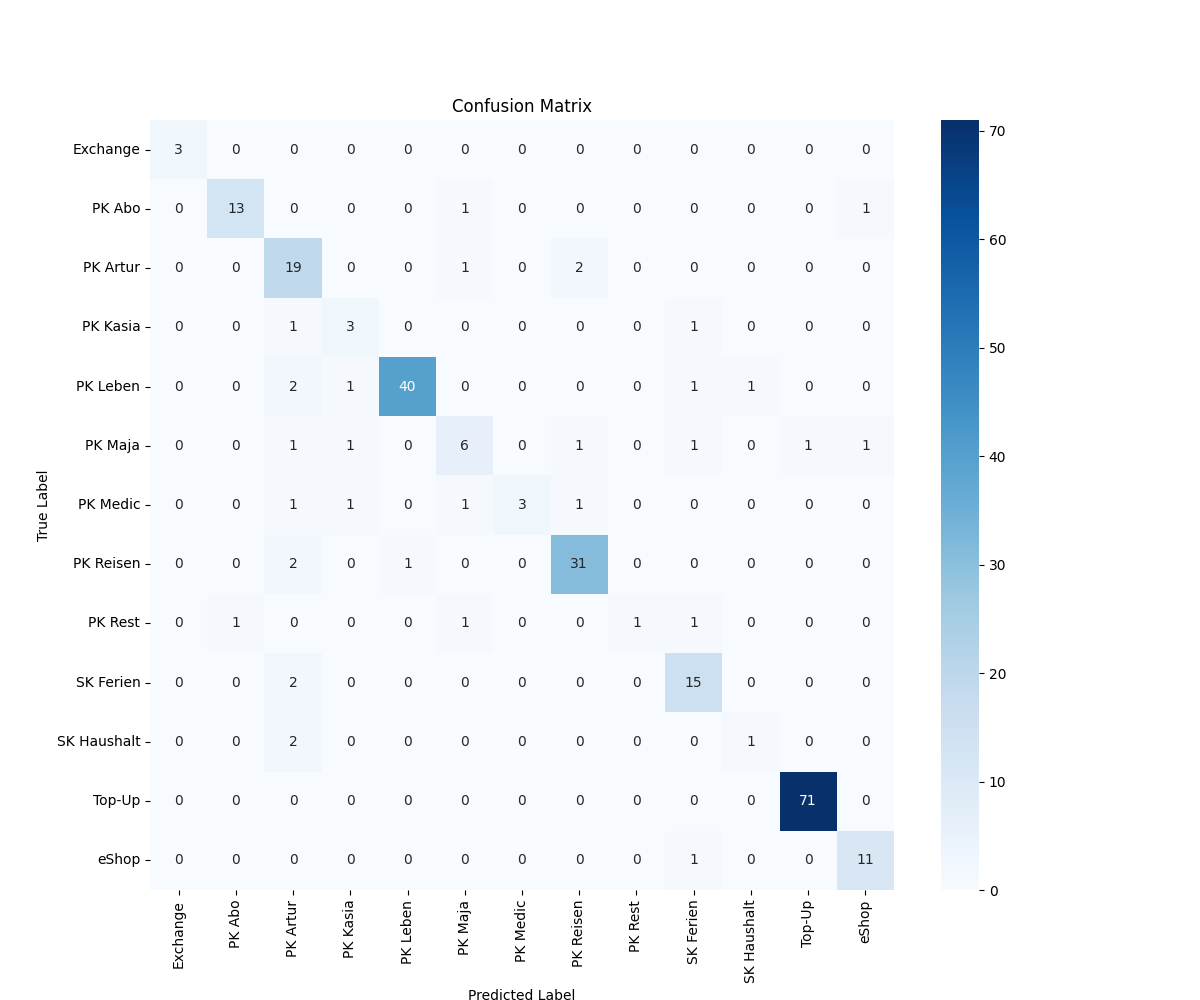 Confusion Matrix
Exchange 3 0 0 0 0 0 0 0 0 0 0 0 0
PK Abo 0 13 0 0 0 1 0 0 0 0 0 0 1
PK Artur 0 0 19 0 0 1 0 2 0 0 0 0 0
PK Kasia 0 0 1 3 0 0 0 0 0 1 0 0 0
PK Leben 0 0 2 1 40 0 0 0 0 1 1 0 0
PK Maja 0 0 1 1 0 6 0 1 0 1 0 1 1
PK Medic 0 0 1 1 0 1 3 1 0 0 0 0 0
PK Reisen 0 0 2 0 1 0 0 31 0 0 0 0 0
PK Rest 0 1 0 0 0 1 0 0 1 1 0 0 0
SK Ferien 0 0 2 0 0 0 0 0 0 15 0 0 0
SK Haushalt 0 0 2 0 0 0 0 0 0 0 1 0 0
Top-Up 0 0 0 0 0 0 0 0 0 0 0 71 0
eShop 0 0 0 0 0 0 0 0 0 1 0 0 11
True Label
Exchange
PK Abo
PK Artur
PK Kasia
PK Leben
PK Maja
PK Medic
PK Reisen
PK Rest
SK Ferien
SK Haushalt
Top-Up
eShop
Predicted Label
70
60
50
40
30
20
10
0